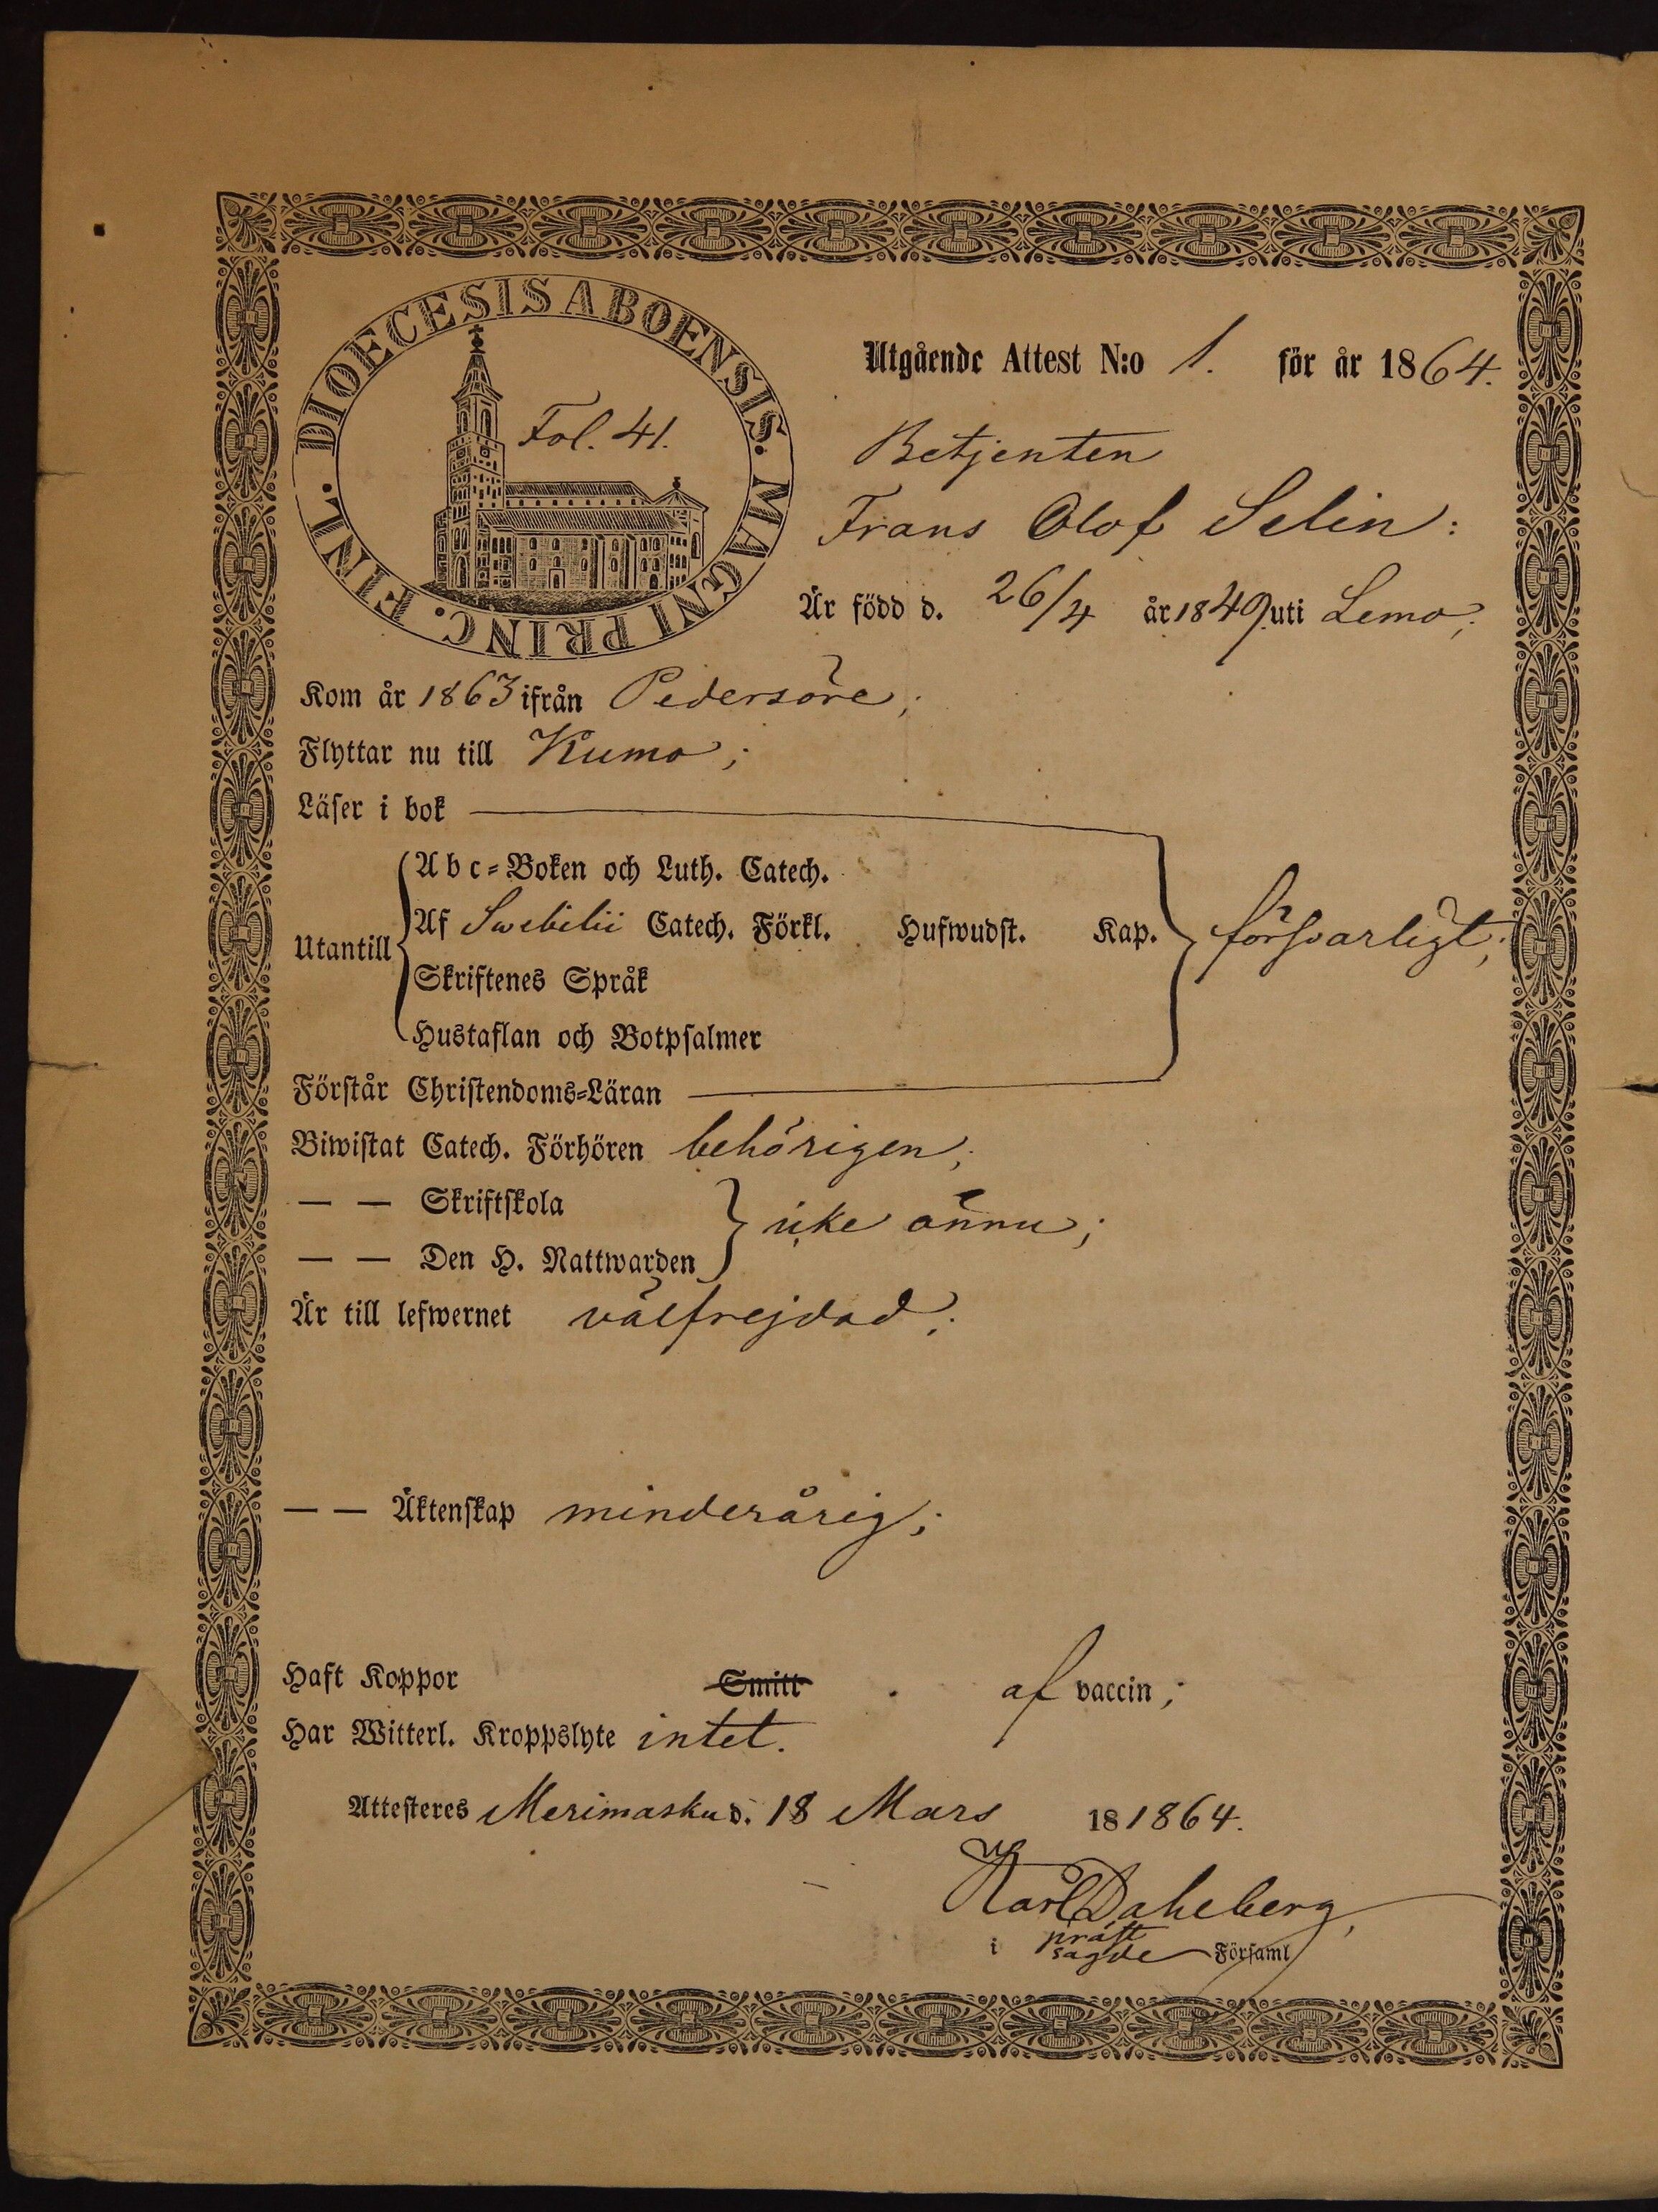 DIOECESIS ABOENSIS. MAGNI PRINC. FINL.
Fol. 41.
Utgående Attest N:o 1. för år 1864.
Betjenten
Frans Olof Selin:
Är född d. 26/4 år 1849 uti Lemo;
Kom år 1863 ifrån Pedersöre;
Flyttar nu till Kumo;
Läser i bok
Utantill
Abc-Boken och Luth. Catech.
Af Swebilii Catech. Förkl. Hufwudst. Kap. försvarligt;
Skriftenes Språk
Hustaflan och Botpsalmer
Förstår Christendoms-Läran
Biwistat Catech. Förhören behörigen;
— — Skriftskola
icke ännu;
— — Den H. Nattwarden
Är till lefwernet välfrejdad;
— — Äktenskap minderårig;
Haft Koppor Smitt af vaccin;
Har Witterl. Kroppslyte intet.
Attesteres Merimasku d. 18 Mars 18 1864.
Karl Daheberg,
präst
i sagde Församl